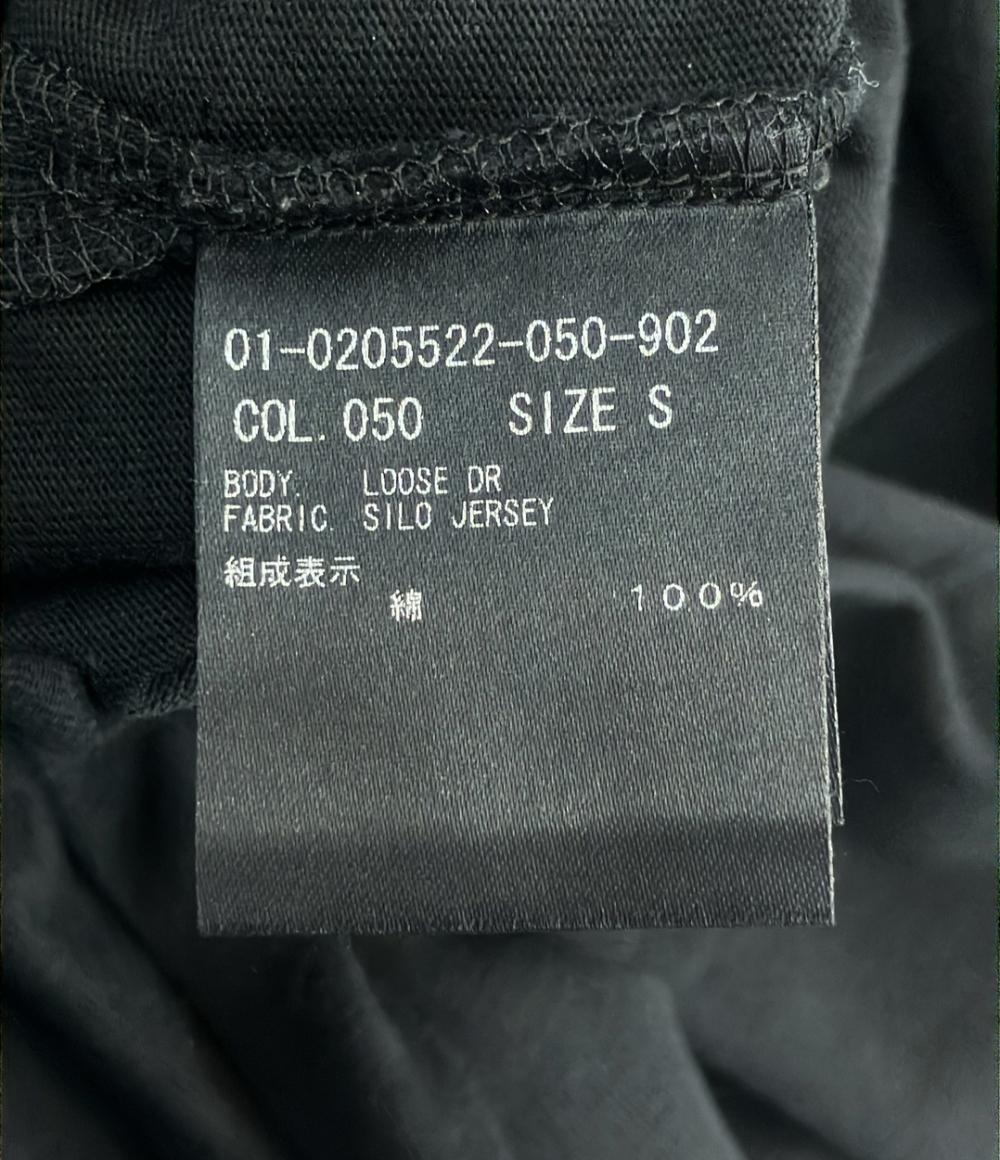 01-0205522-050-902
COL. 050 SIZE S
BODY. LOOSE DR
FABRIC. SILO JERSEY
組成表示
綿 100%